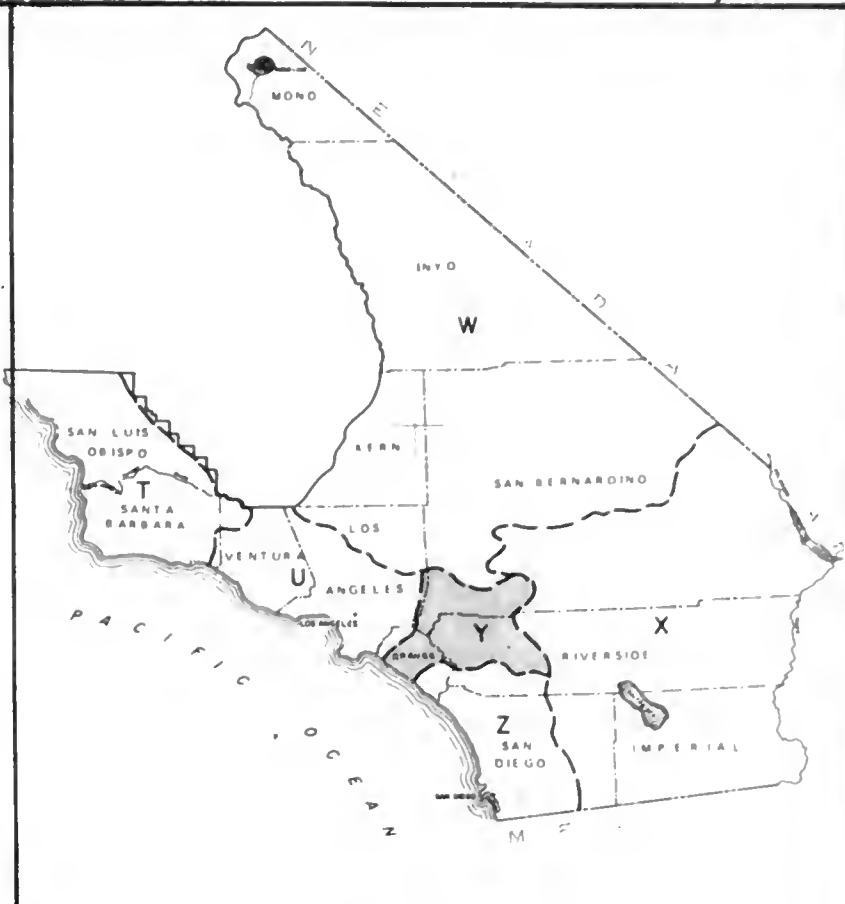 N E V A D A
MONO
INYO
W
KERN
SAN LUIS
OBISPO
T
SANTA
BARBARA
SAN BERNARDINO
LOS
ANGELES
VENTURA
U
LOS ANGELES
ORANGE
Y
X
RIVERSIDE
Z
SAN
DIEGO
IMPERIAL
SAN DIEGO
PACIFIC OCEAN
M